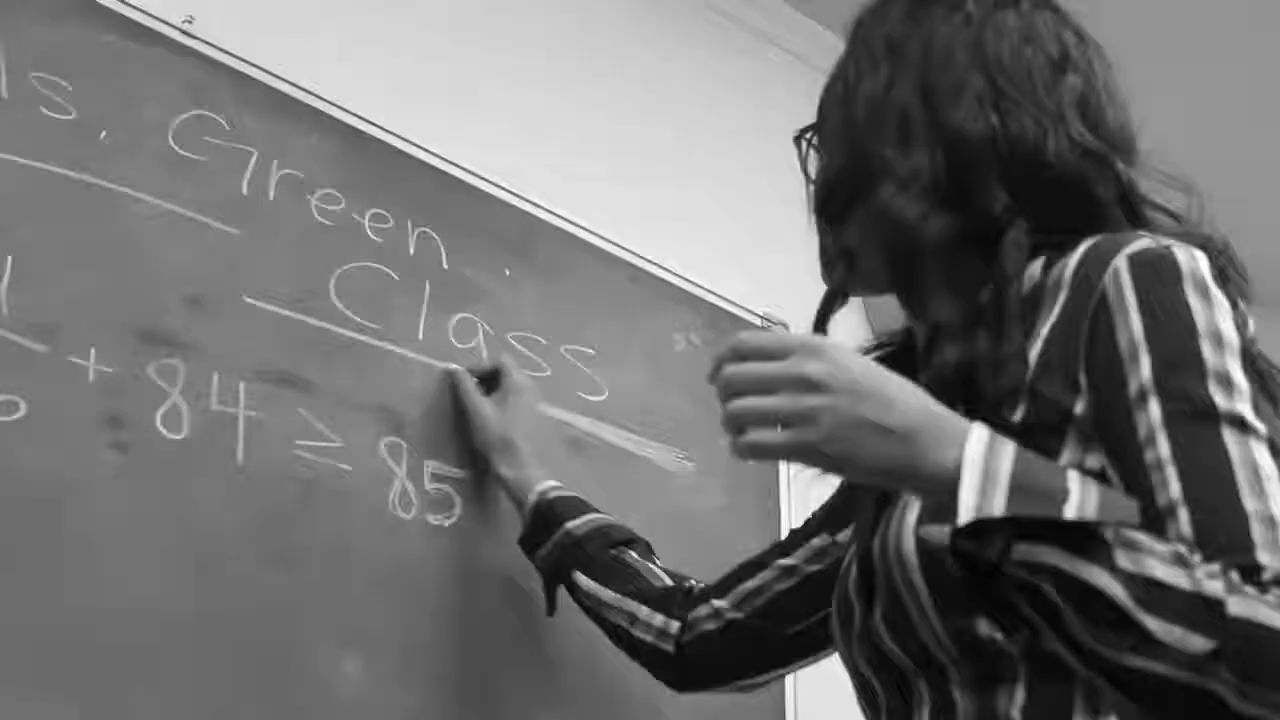 s. Green
Class
+ 84 ≥ 85